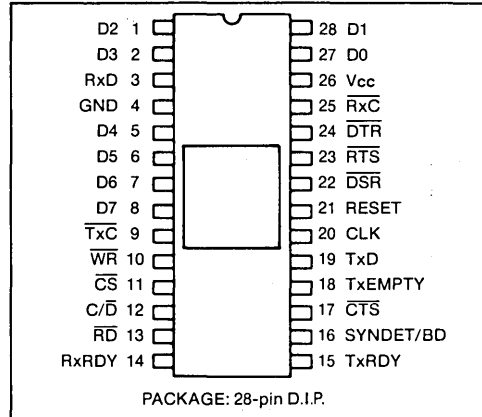 D2 1 28 D1
D3 2 27 D0
RxD 3 26 Vcc
GND 4 25 R̅x̅C̅
D4 5 24 D̅T̅R̅
D5 6 23 R̅T̅S̅
D6 7 22 D̅S̅R̅
D7 8 21 RESET
T̅x̅C̅ 9 20 CLK
W̅R̅ 10 19 TxD
C̅S̅ 11 18 TxEMPTY
C/D̅ 12 17 C̅T̅S̅
R̅D̅ 13 16 SYNDET/BD
RxRDY 14 15 TxRDY
PACKAGE: 28-pin D.I.P.